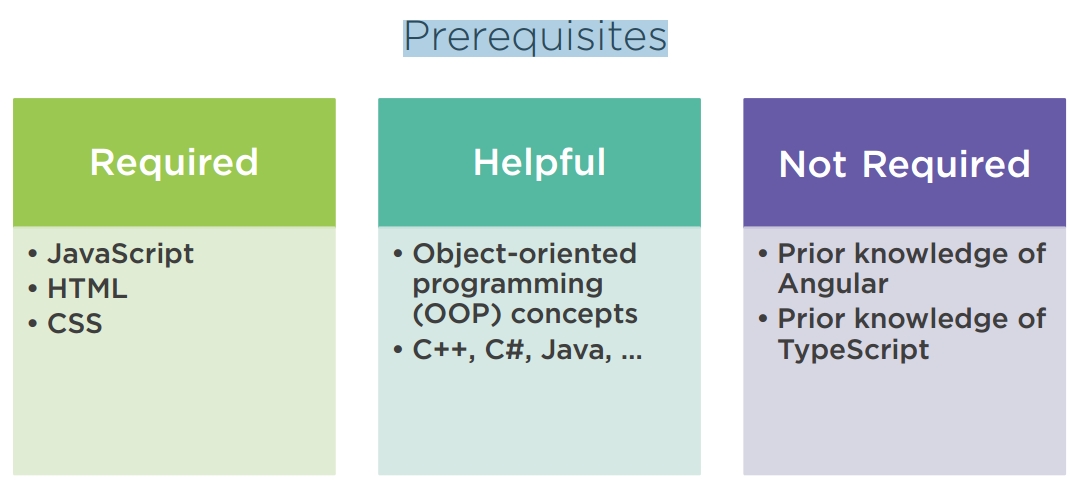 Prerequisites
Required
• JavaScript
• HTML
• CSS
Helpful
• Object-oriented
programming
(OOP) concepts
• C++, C#, Java, ...
Not Required
• Prior knowledge of
Angular
• Prior knowledge of
TypeScript